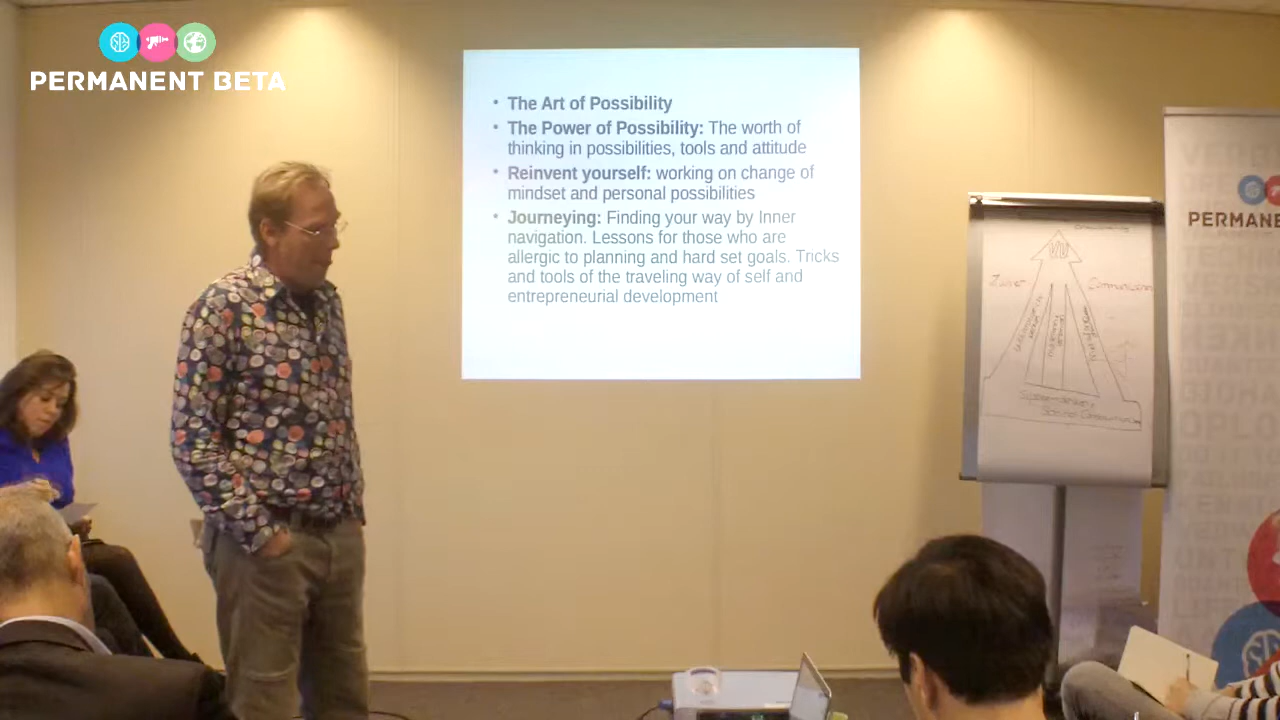 PERMANENT BETA
• The Art of Possibility
• The Power of Possibility: The worth of
thinking in possibilities, tools and attitude
• Reinvent yourself: working on change of
mindset and personal possibilities
• Journeying: Finding your way by Inner
navigation. Lessons for those who are
allergic to planning and hard set goals. Tricks
and tools of the traveling way of self and
entrepreneurial development
PERMANE